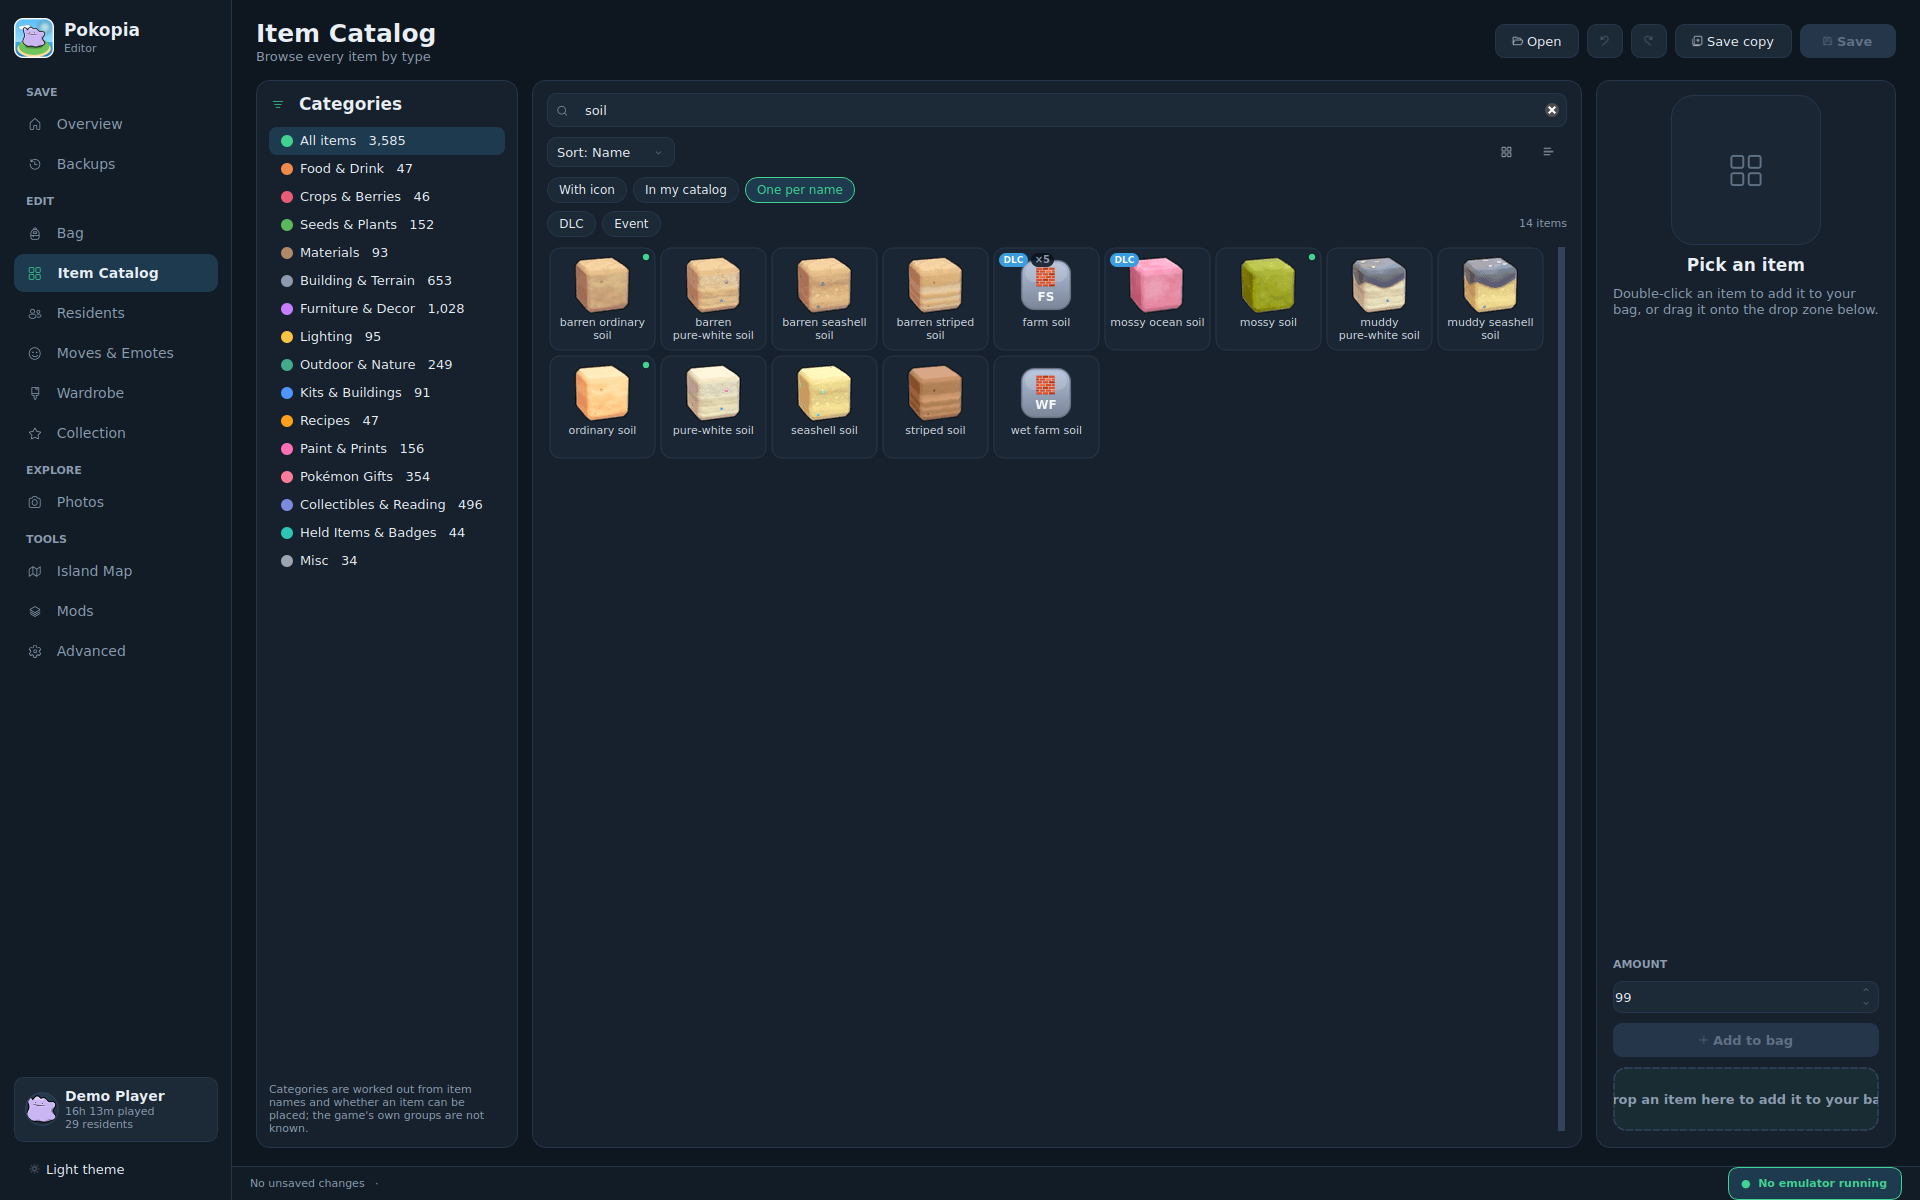 Pokopia
Editor
SAVE
Overview
Backups
EDIT
Bag
Item Catalog
Residents
Moves & Emotes
Wardrobe
Collection
EXPLORE
Photos
TOOLS
Island Map
Mods
Advanced
Demo Player
16h 13m played
29 residents
Light theme
Item Catalog
Browse every item by type
Open
Save copy
Save
Categories
All items 3,585
Food & Drink 47
Crops & Berries 46
Seeds & Plants 152
Materials 93
Building & Terrain 653
Furniture & Decor 1,028
Lighting 95
Outdoor & Nature 249
Kits & Buildings 91
Recipes 47
Paint & Prints 156
Pokémon Gifts 354
Collectibles & Reading 496
Held Items & Badges 44
Misc 34
Categories are worked out from item
names and whether an item can be
placed; the game's own groups are not
known.
soil
Sort: Name
With icon
In my catalog
One per name
DLC
Event
14 items
barren ordinary
soil
barren
pure-white soil
barren seashell
soil
barren striped
soil
DLC
×5
FS
farm soil
DLC
mossy ocean soil
mossy soil
muddy
pure-white soil
muddy seashell
soil
ordinary soil
pure-white soil
seashell soil
striped soil
WF
wet farm soil
Pick an item
Double-click an item to add it to your
bag, or drag it onto the drop zone below.
AMOUNT
99
+ Add to bag
rop an item here to add it to your ba
No unsaved changes ·
No emulator running